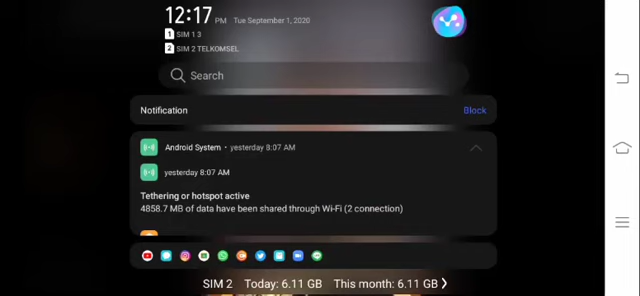 12:17 PM Tue September 1, 2020
1 SIM 1 3
2 SIM 2 TELKOMSEL
Search
Notification Block
Android System • yesterday 8:07 AM
yesterday 8:07 AM
Tethering or hotspot active
4858.7 MB of data have been shared through Wi-Fi (2 connection)
SIM 2 Today: 6.11 GB This month: 6.11 GB